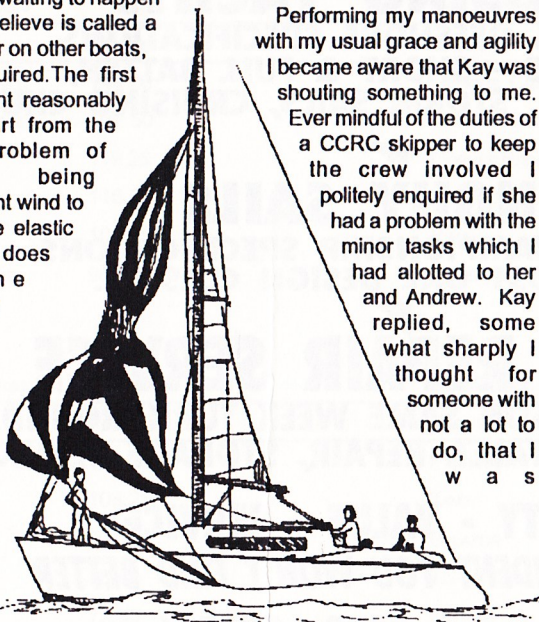 waiting to happen
elieve is called a
r on other boats,
uired.The first
nt reasonably
rt from the
roblem of
being
nt wind to
e elastic
does
n e
Performing my manoeuvres
with my usual grace and agility
I became aware that Kay was
shouting something to me.
Ever mindful of the duties of
a CCRC skipper to keep
the crew involved I
politely enquired if she
had a problem with the
minor tasks which I
had allotted to her
and Andrew. Kay
replied, some
what sharply I
thought for
someone with
not a lot to
do, that I
w a s